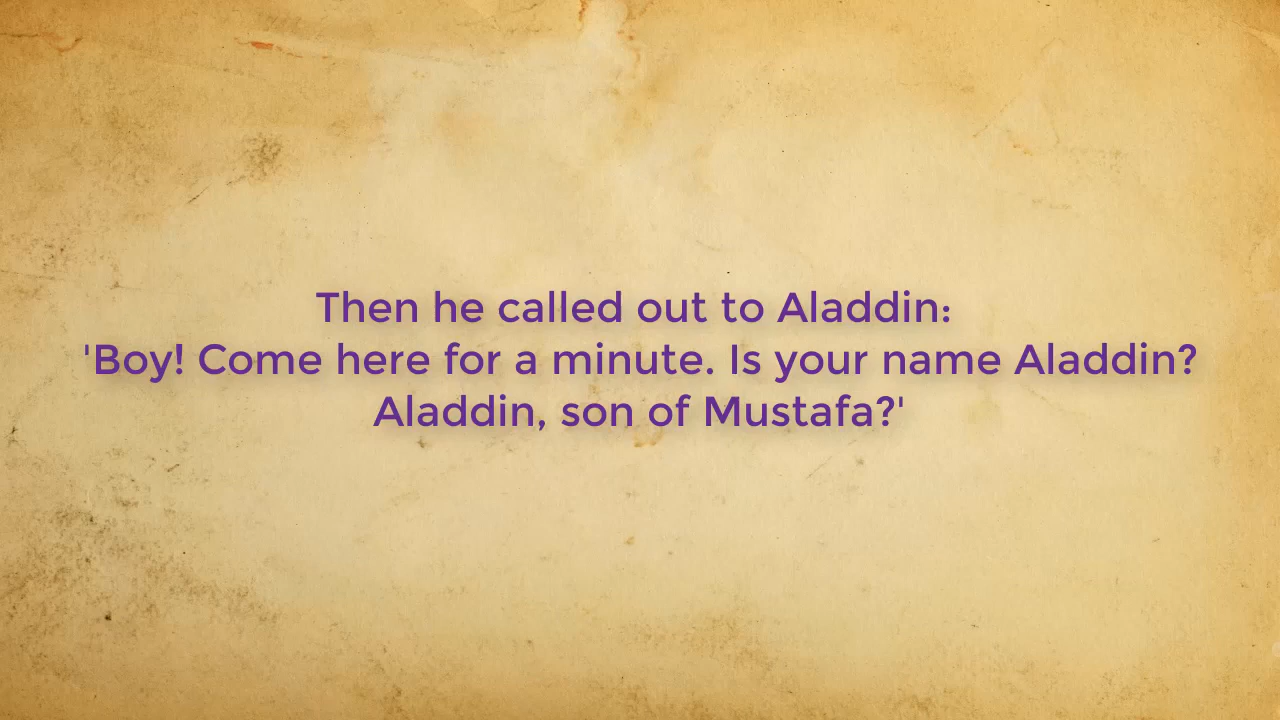 Then he called out to Aladdin:
'Boy! Come here for a minute. Is your name Aladdin?
Aladdin, son of Mustafa?'